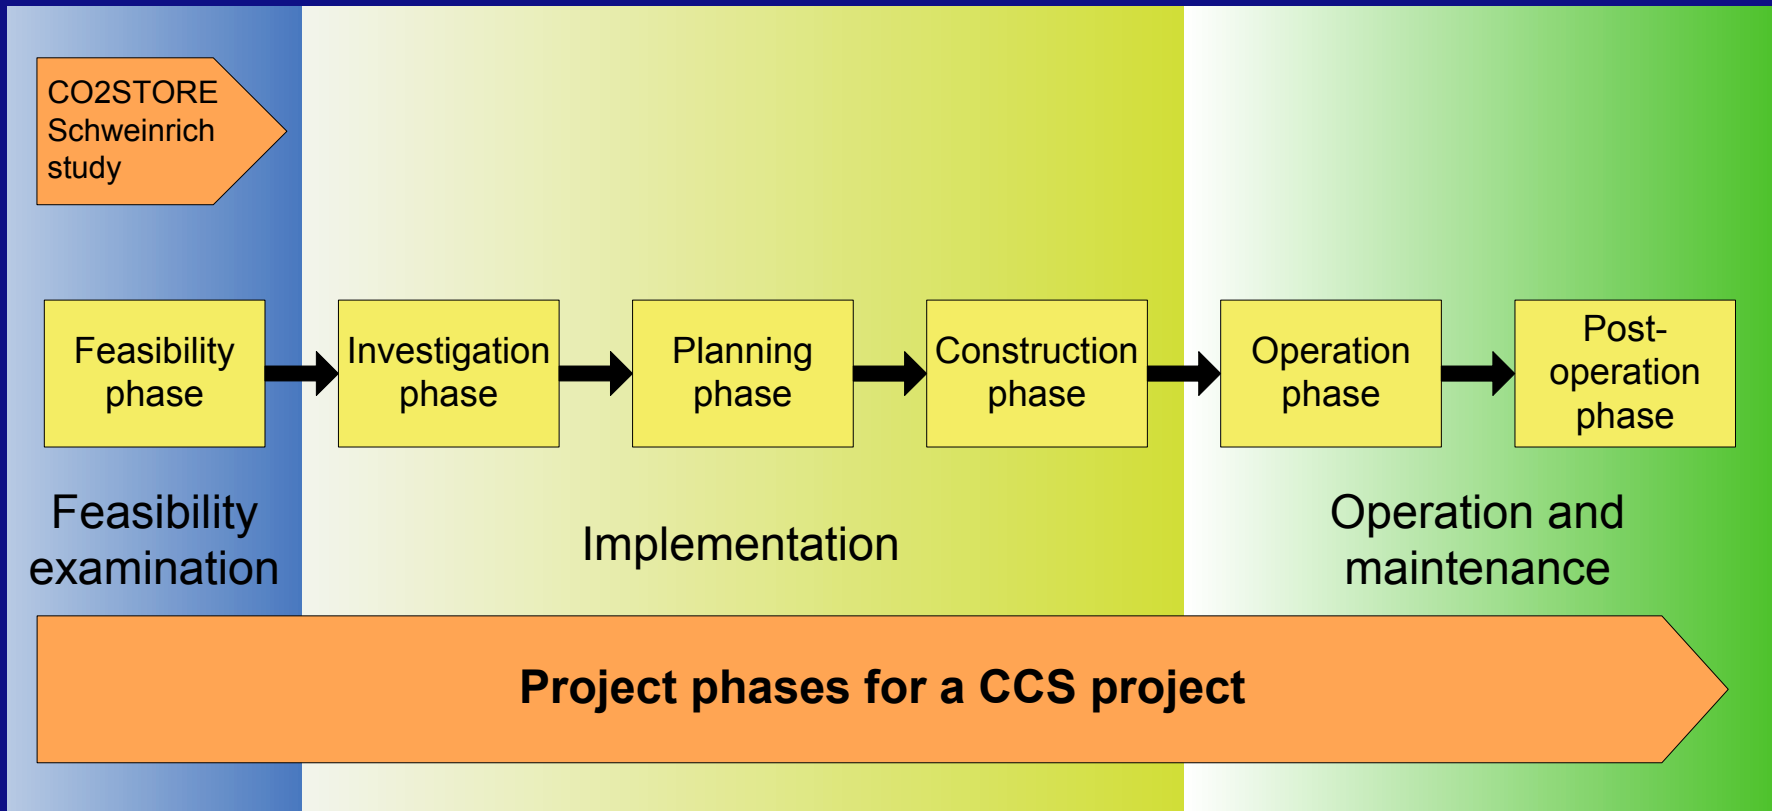 CO2STORE
Schweinrich
study
Feasibility
phase
Investigation
phase
Planning
phase
Construction
phase
Operation
phase
Post-
operation
phase
Feasibility
examination
Implementation
Operation and
maintenance
Project phases for a CCS project